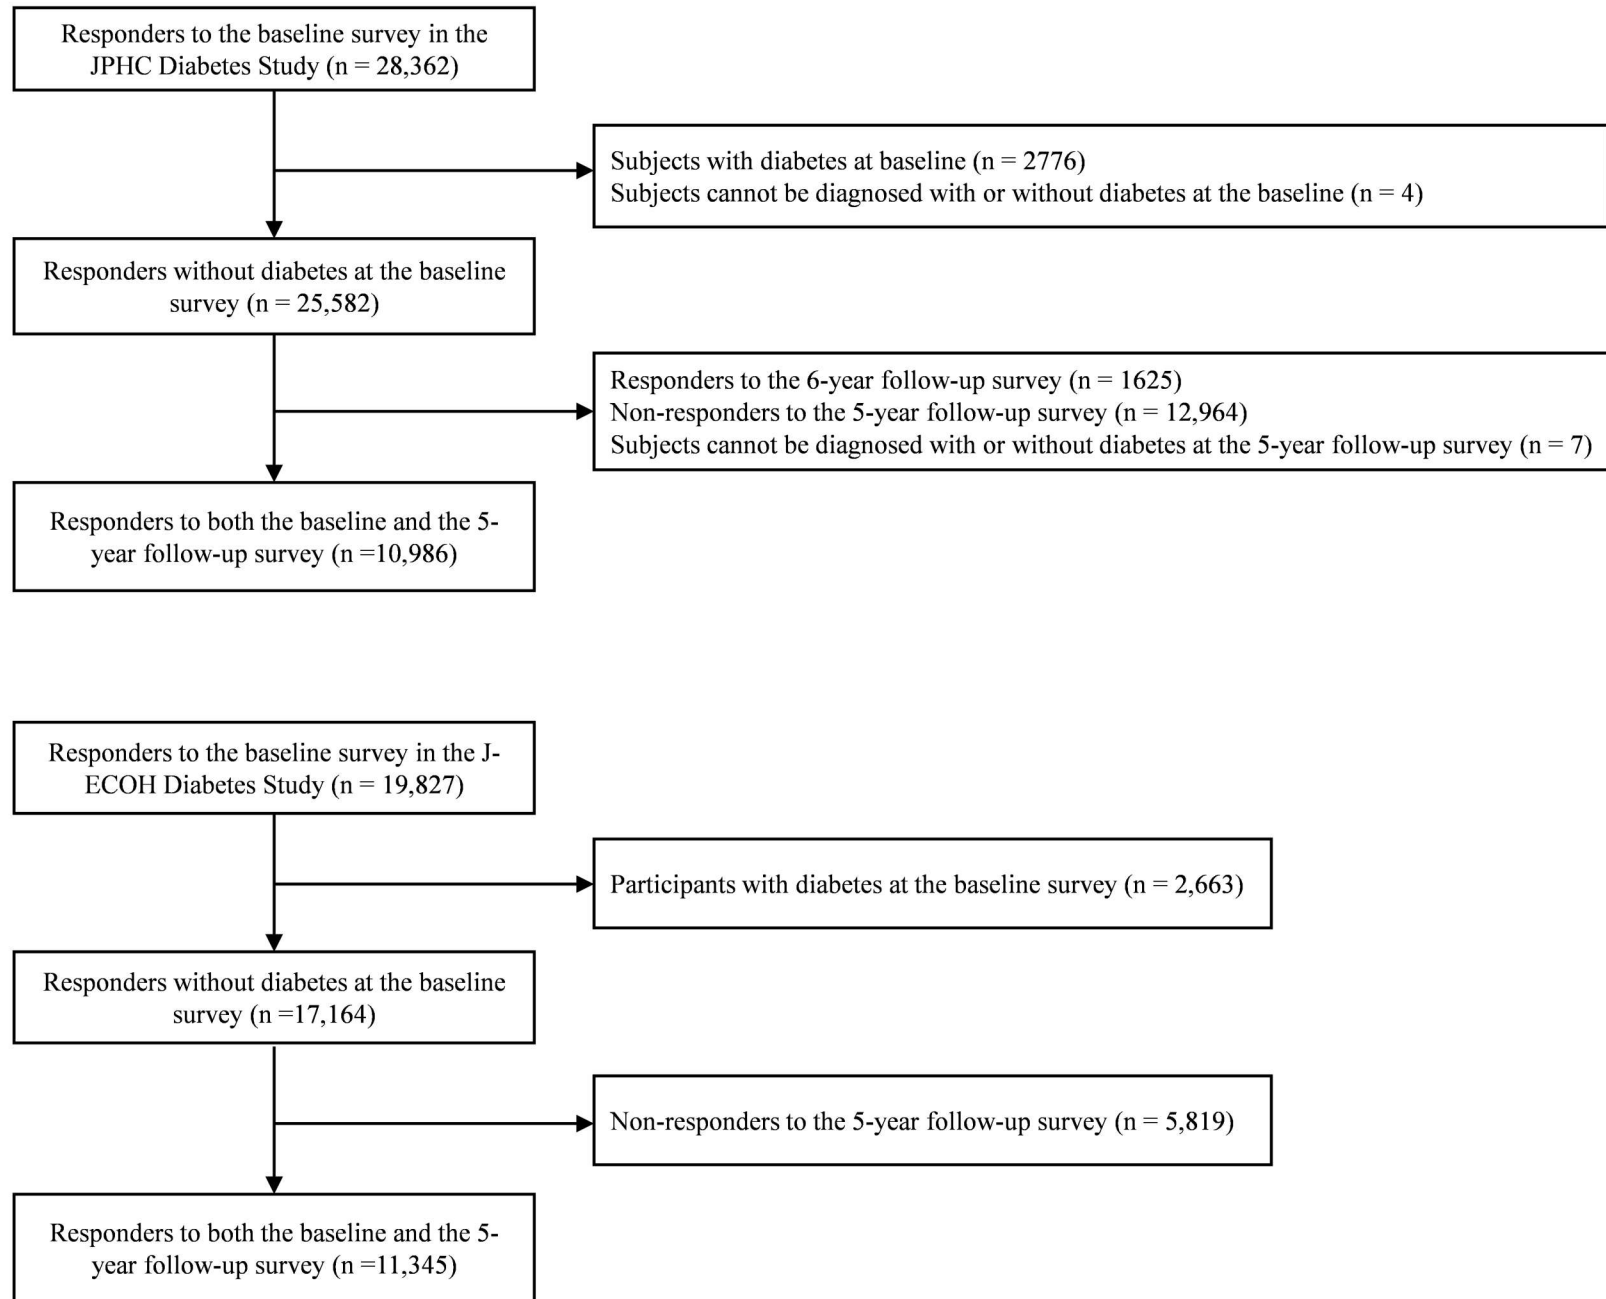 Responders to the baseline survey in the
JPHC Diabetes Study (n = 28,362)
Subjects with diabetes at baseline (n = 2776)
Subjects cannot be diagnosed with or without diabetes at the baseline (n = 4)
Responders without diabetes at the baseline
survey (n = 25,582)
Responders to the 6-year follow-up survey (n = 1625)
Non-responders to the 5-year follow-up survey (n = 12,964)
Subjects cannot be diagnosed with or without diabetes at the 5-year follow-up survey (n = 7)
Responders to both the baseline and the 5-
year follow-up survey (n =10,986)
Responders to the baseline survey in the J-
ECOH Diabetes Study (n = 19,827)
Participants with diabetes at the baseline survey (n = 2,663)
Responders without diabetes at the baseline
survey (n =17,164)
Non-responders to the 5-year follow-up survey (n = 5,819)
Responders to both the baseline and the 5-
year follow-up survey (n =11,345)